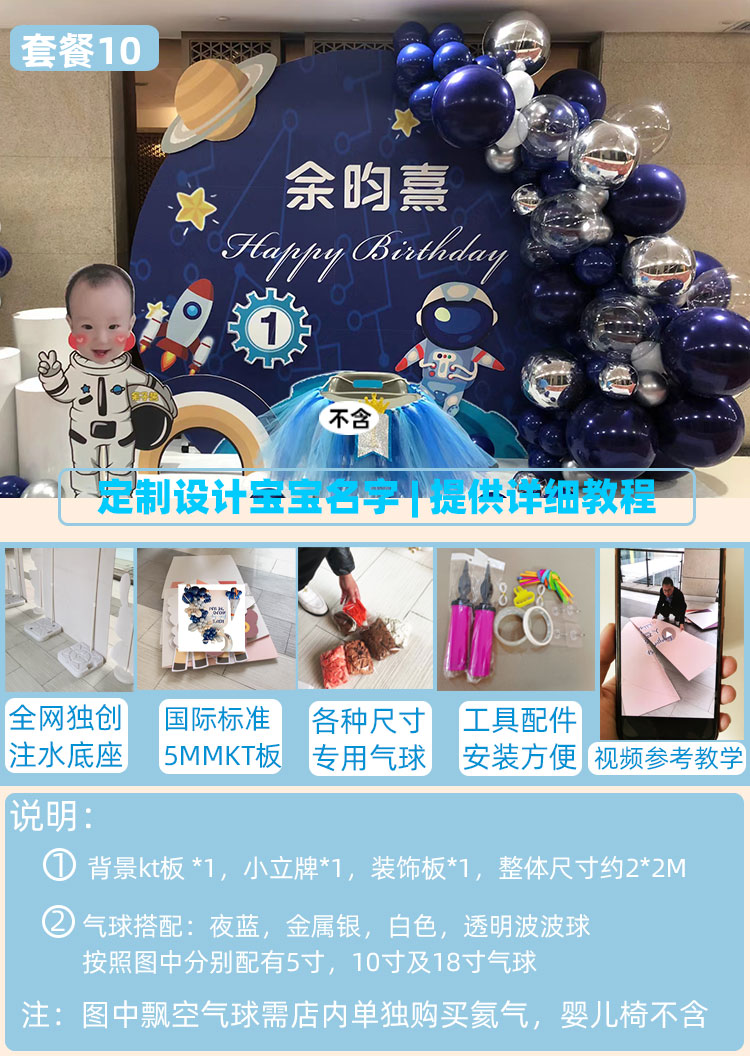 套餐10
余昀熹
Happy Birthday
1
不含
定制设计宝宝名字 | 提供详细教程
全网独创
注水底座
国际标准
5MMKT板
各种尺寸
专用气球
工具配件
安装方便
视频参考教学
说明：
① 背景kt板 *1，小立牌*1，装饰板*1，整体尺寸约2*2M
② 气球搭配：夜蓝，金属银，白色，透明波波球
按照图中分别配有5寸，10寸及18寸气球
注：图中飘空气球需店内单独购买氦气，婴儿椅不含